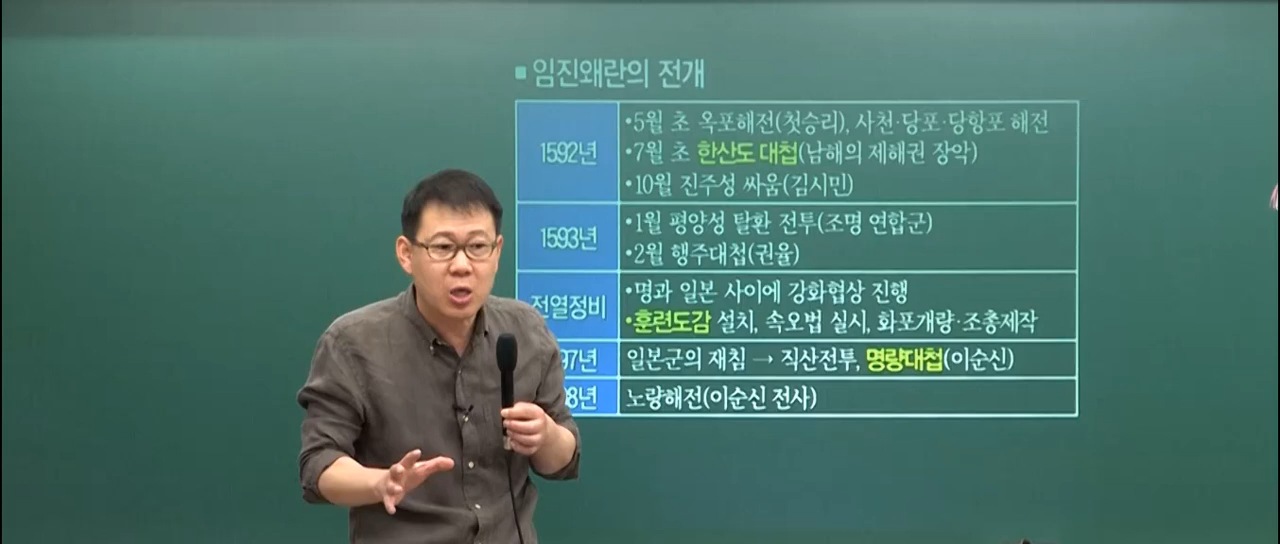 ▪ 임진왜란의 전개
1592년
•5월 초 옥포해전(첫승리), 사천·당포·당항포 해전
•7월 초 한산도 대첩(남해의 제해권 장악)
•10월 진주성 싸움(김시민)
1593년
•1월 평양성 탈환 전투(조명 연합군)
•2월 행주대첩(권율)
전열정비
•명과 일본 사이에 강화협상 진행
•훈련도감 설치, 속오법 실시, 화포개량·조총제작
97년
일본군의 재침 → 직산전투, 명량대첩(이순신)
98년
노량해전(이순신 전사)